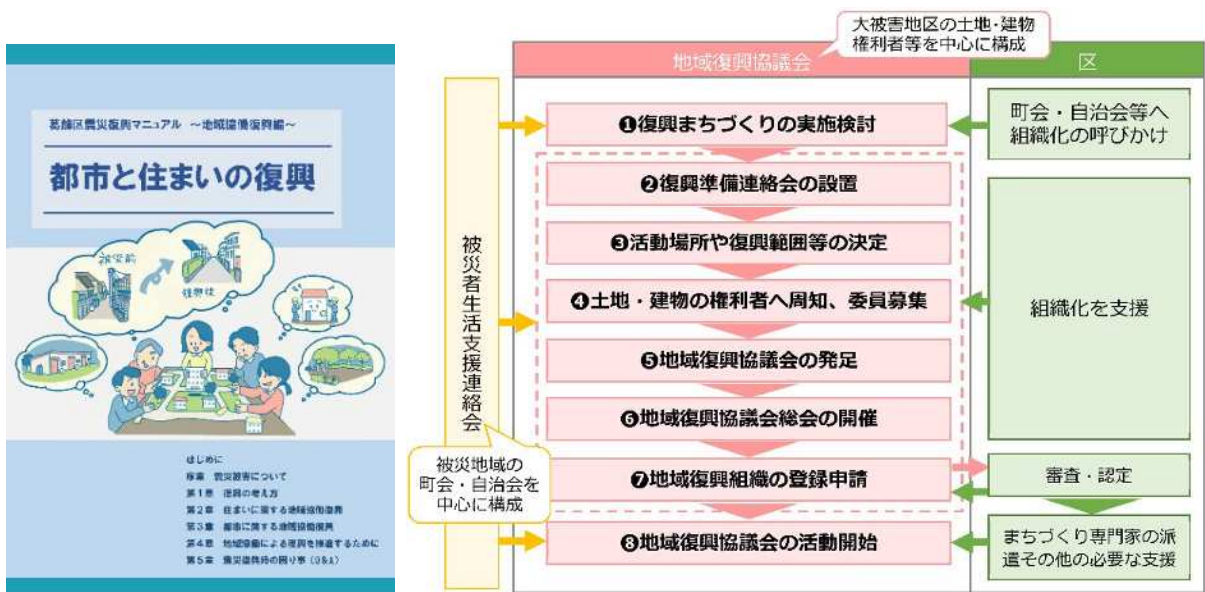 葛飾区震災復興マニュアル ～地域協働復興編～
都市と住まいの復興
被災前
復興後
はじめに
序章 震災被害について
第1章 復興の考え方
第2章 住まいに関する地域協働復興
第3章 都市に関する地域協働復興
第4章 地域協働による復興を推進するために
第5章 震災復興時の困り事（Q&A）
大被害地区の土地・建物
権利者等を中心に構成
地域復興協議会
区
被災者生活支援連絡会
被災地域の
町会・自治会を
中心に構成
❶復興まちづくりの実施検討
❷復興準備連絡会の設置
❸活動場所や復興範囲等の決定
❹土地・建物の権利者へ周知、委員募集
❺地域復興協議会の発足
❻地域復興協議会総会の開催
❼地域復興組織の登録申請
❽地域復興協議会の活動開始
町会・自治会等へ
組織化の呼びかけ
組織化を支援
審査・認定
まちづくり専門家の派
遣その他の必要な支援